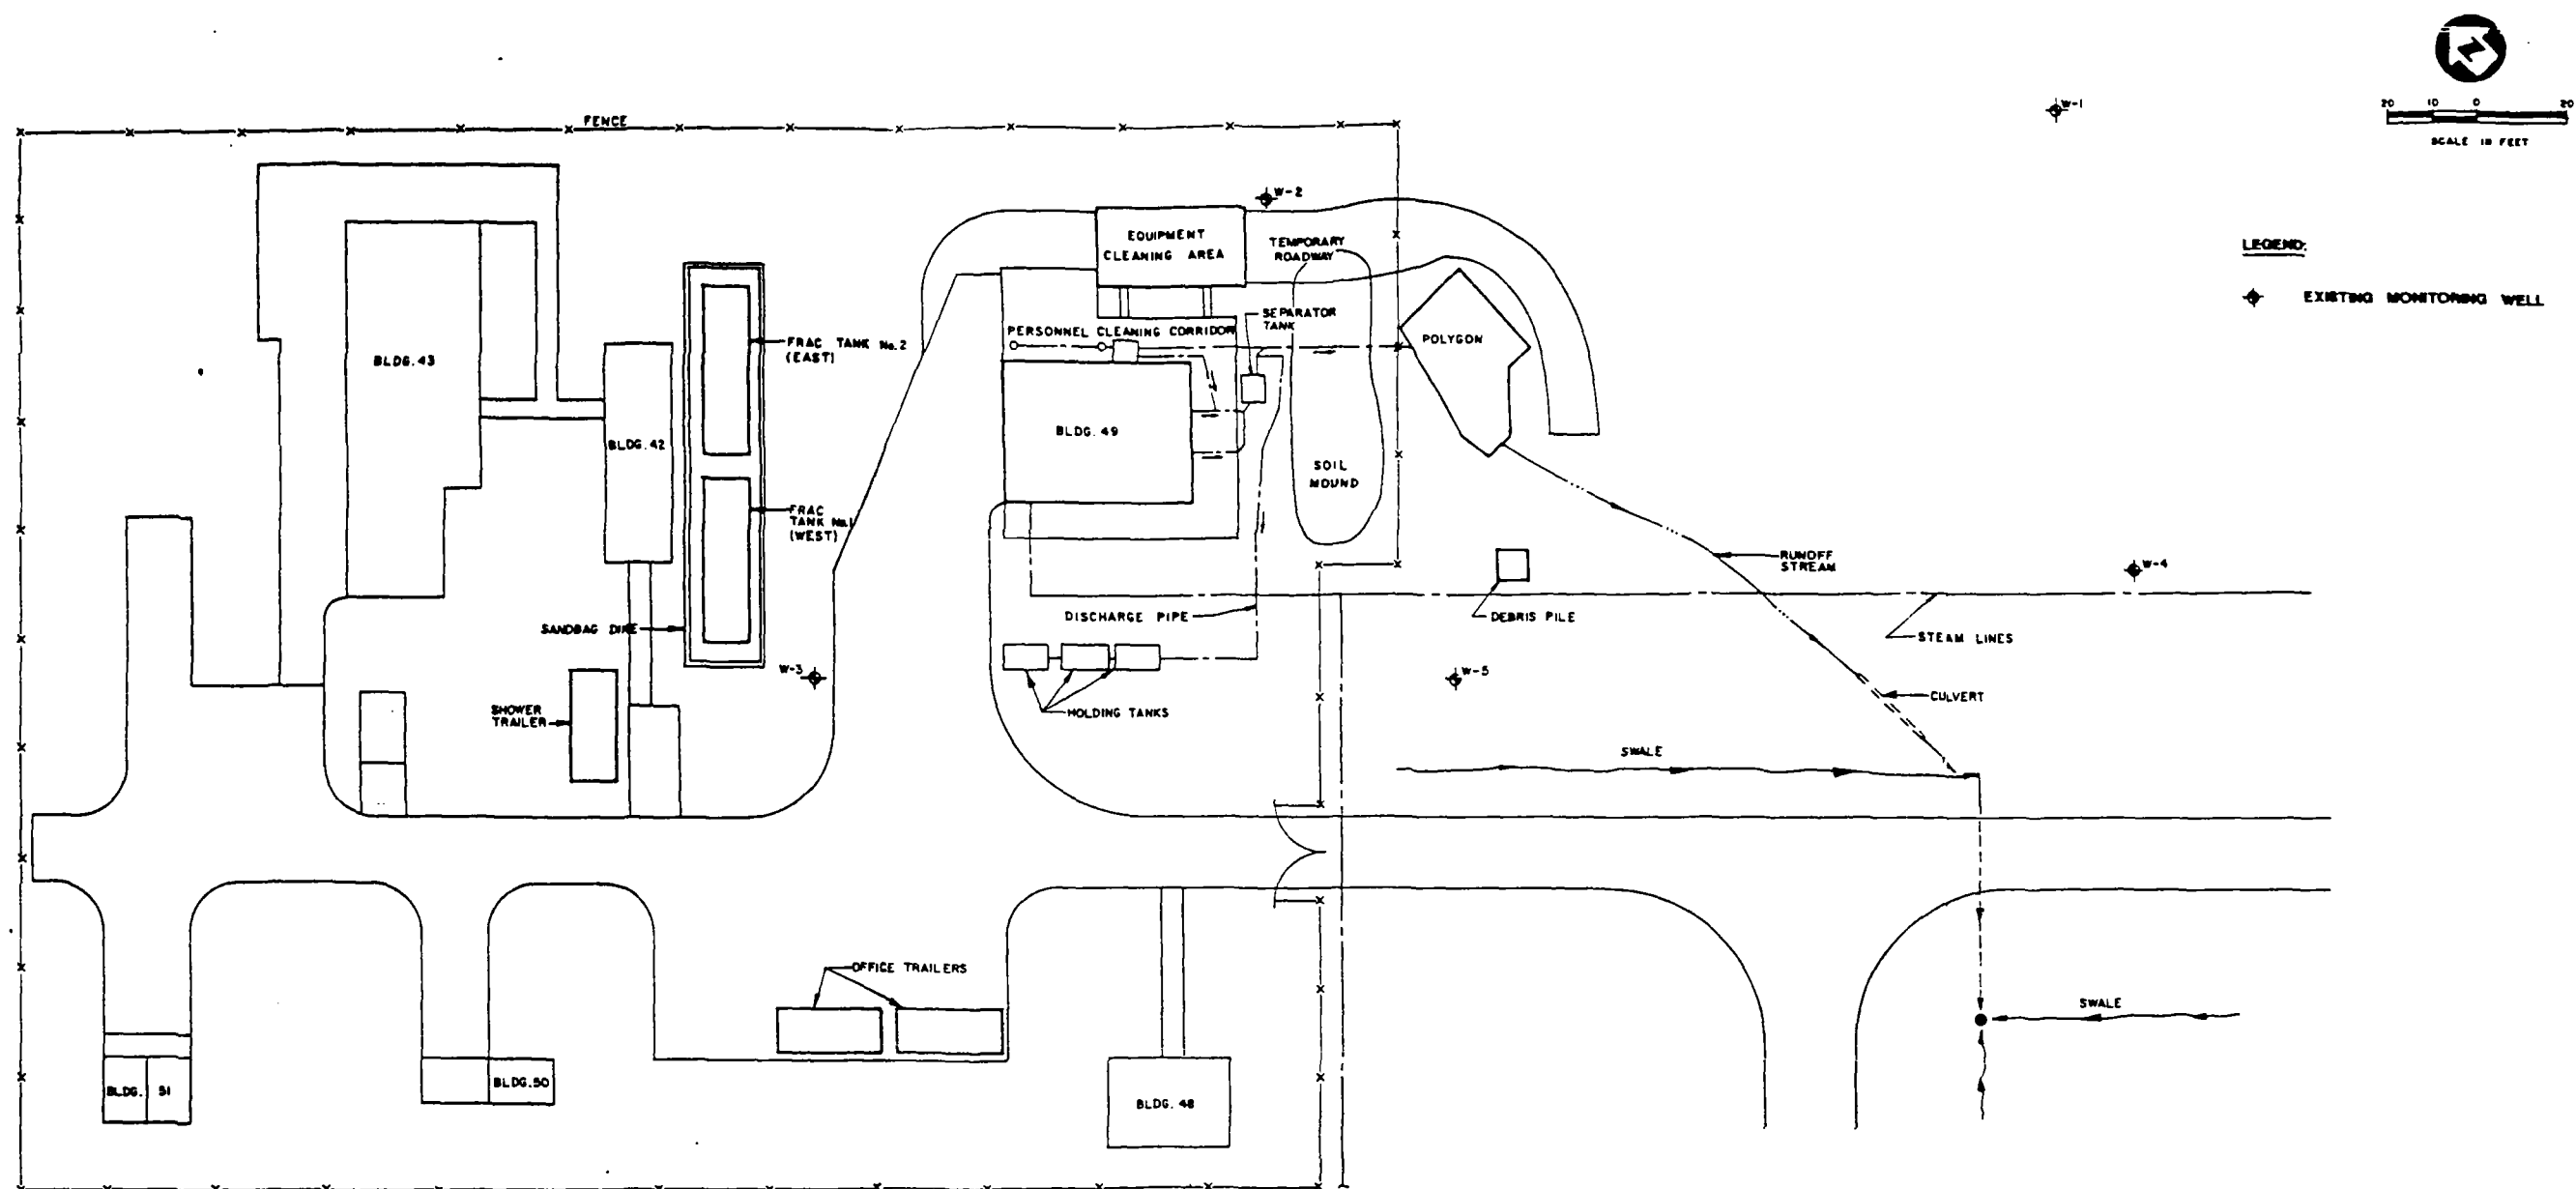 N
W-1
20 10 0 20
SCALE IN FEET
FENCE
W-2
EQUIPMENT
CLEANING AREA
TEMPORARY
ROADWAY
LEGEND:
EXISTING MONITORING WELL
SEPARATOR
TANK
PERSONNEL CLEANING CORRIDOR
POLYGON
FRAC TANK No.2
(EAST)
BLDG. 43
BLDG. 42
BLDG. 49
SOIL
MOUND
FRAC
TANK No.1
(WEST)
RUNOFF
STREAM
W-4
DISCHARGE PIPE
DEBRIS PILE
SANDBAG DIKE
STEAM LINES
W-3
W-5
CULVERT
SHOWER
TRAILER
HOLDING TANKS
SWALE
OFFICE TRAILERS
SWALE
BLDG. 51
BLDG. 50
BLDG. 48